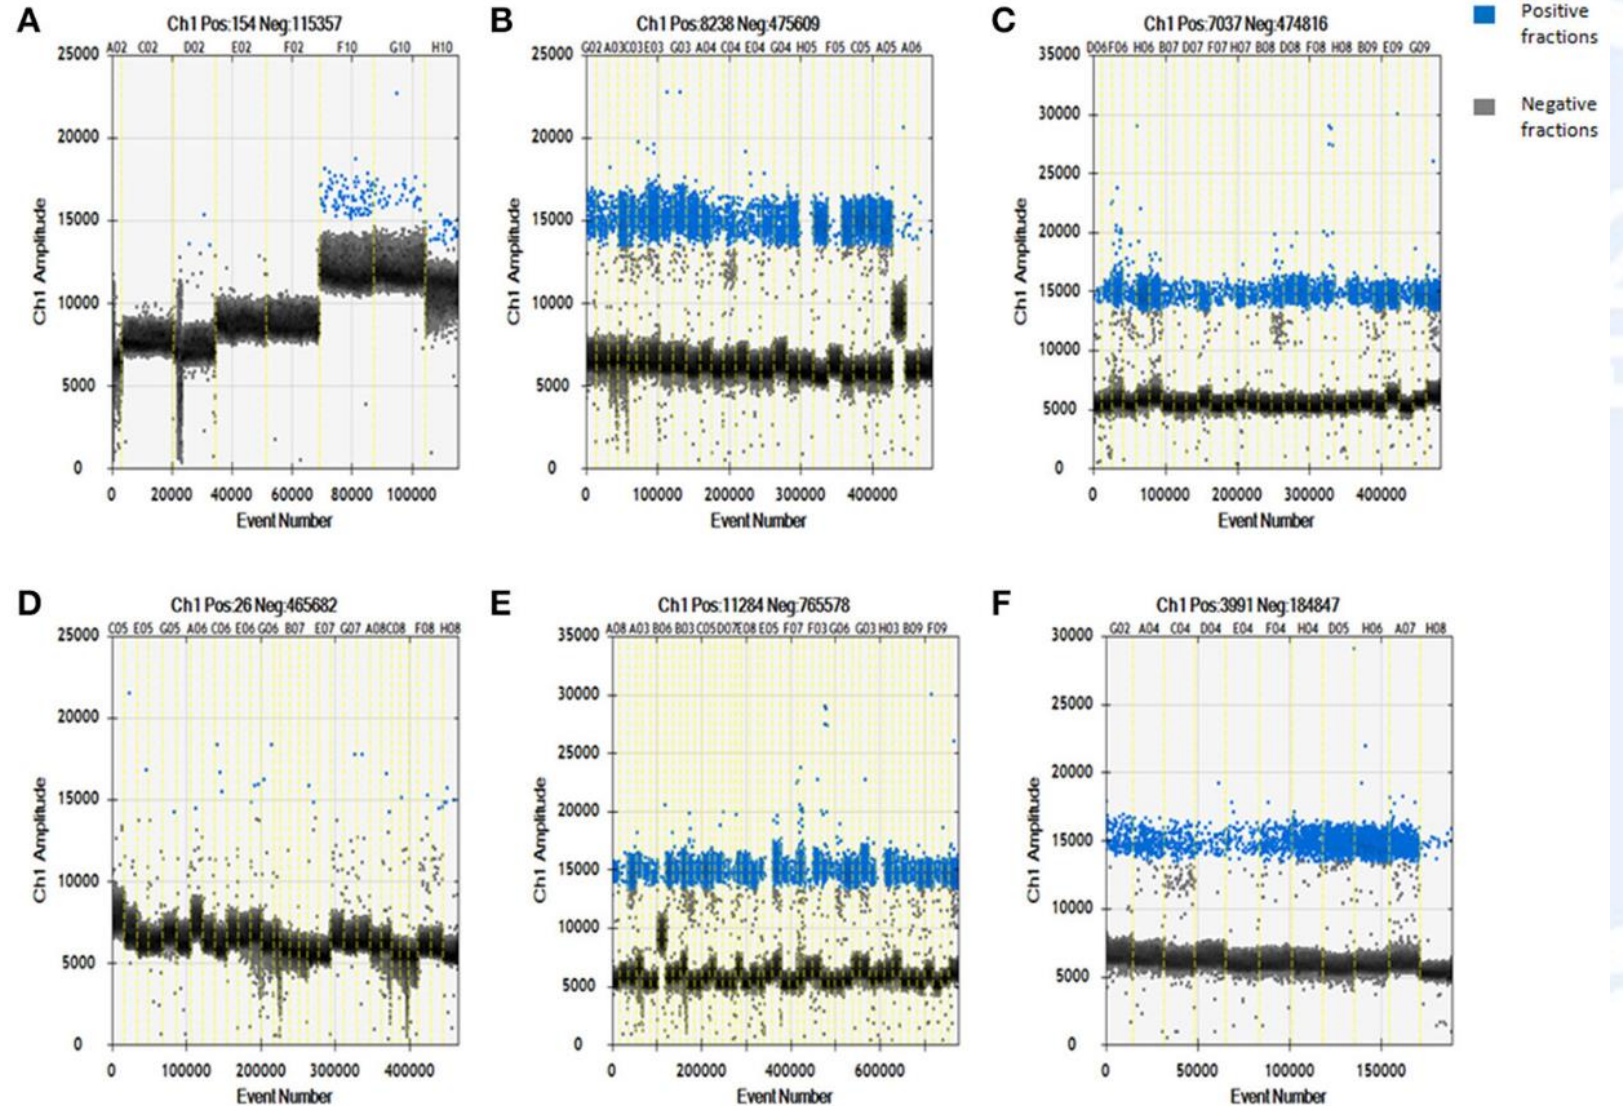 A
Ch1 Pos:154 Neg:115357
A02 C02 D02 E02 F02 F10 G10 H10
25000
20000
15000
10000
5000
0
Ch1 Amplitude
0 20000 40000 60000 80000 100000
Event Number
B
Ch1 Pos:8238 Neg:475609
G02 A03 C03 E03 G03 A04 C04 E04 G04 H05 F05 C05 A05 A06
25000
20000
15000
10000
5000
0
Ch1 Amplitude
0 100000 200000 300000 400000
Event Number
C
Ch1 Pos:7037 Neg:474816
D06 F06 H06 B07 D07 F07 H07 B08 D08 F08 H08 B09 E09 G09
35000
30000
25000
20000
15000
10000
5000
0
Ch1 Amplitude
0 100000 200000 300000 400000
Event Number
Positive
fractions
Negative
fractions
D
Ch1 Pos:26 Neg:465682
C05 E05 G05 A06 C06 E06 G06 B07 E07 G07 A08 C08 F08 H08
25000
20000
15000
10000
5000
0
Ch1 Amplitude
0 100000 200000 300000 400000
Event Number
E
Ch1 Pos:11284 Neg:765578
A08 A03 B06 B03 C05 D07 E08 E05 F07 F03 G06 G03 H03 B09 F09
35000
30000
25000
20000
15000
10000
5000
0
Ch1 Amplitude
0 200000 400000 600000
Event Number
F
Ch1 Pos:3991 Neg:184847
G02 A04 C04 D04 E04 F04 H04 D05 H06 A07 H08
30000
25000
20000
15000
10000
5000
0
Ch1 Amplitude
0 50000 100000 150000
Event Number